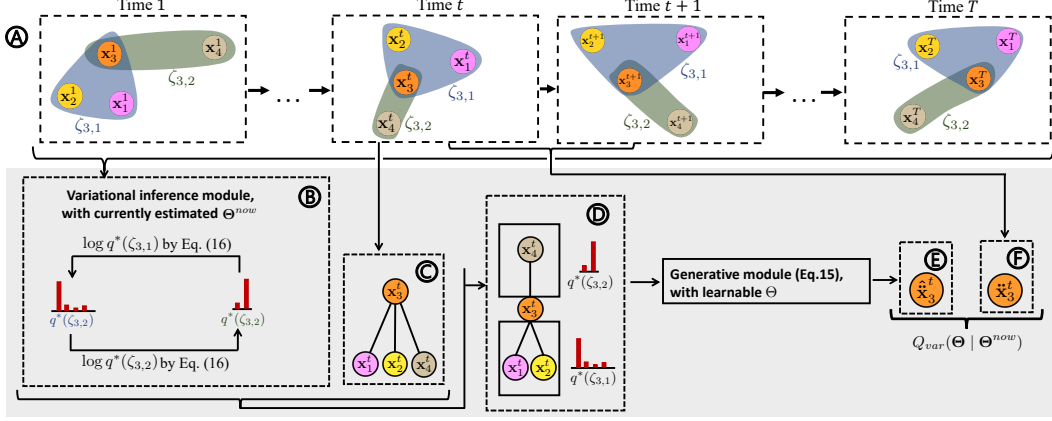 Time 1
Time t
Time t + 1
Time T
A
x_3^1
x_4^1
x_2^1
x_1^1
ζ_{3,2}
ζ_{3,1}
...
x_2^t
x_1^t
x_3^t
x_4^t
ζ_{3,1}
ζ_{3,2}
x_2^{t+1}
x_1^{t+1}
x_3^{t+1}
x_4^{t+1}
ζ_{3,1}
ζ_{3,2}
...
x_2^T
x_1^T
x_3^T
x_4^T
ζ_{3,1}
ζ_{3,2}
B
Variational inference module,
with currently estimated Θ^{now}
log q*(ζ_{3,1}) by Eq. (16)
q*(ζ_{3,2})
q*(ζ_{3,2})
log q*(ζ_{3,2}) by Eq. (16)
C
x_3^t
x_1^t
x_2^t
x_4^t
D
x_4^t
q*(ζ_{3,2})
x_3^t
x_1^t
x_2^t
q*(ζ_{3,1})
Generative module (Eq.15),
with learnable Θ
E
F
x̂̈_3^t
ẍ_3^t
Q_{var}(Θ | Θ^{now})